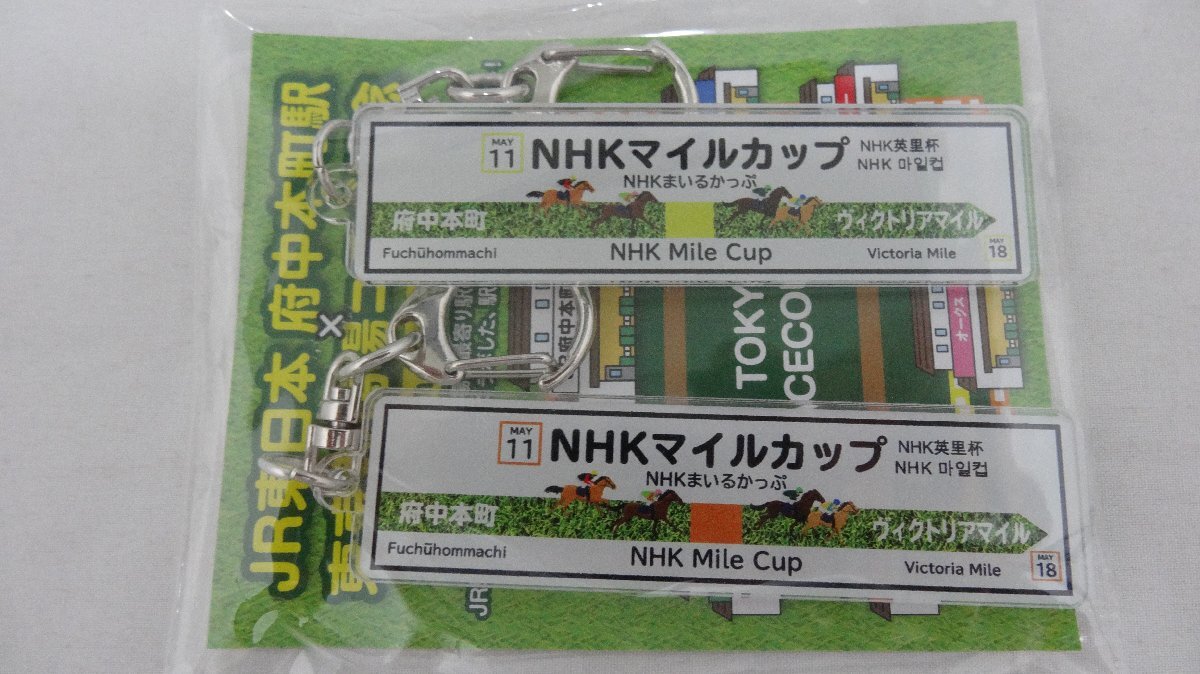 MAY
11
NHKマイルカップ
NHK英里杯
NHK 마일컵
NHKまいるかっぷ
府中本町
ヴィクトリアマイル
Fuchūhommachi
NHK Mile Cup
Victoria Mile
MAY
18
MAY
11
NHKマイルカップ
NHK英里杯
NHK 마일컵
NHKまいるかっぷ
府中本町
ヴィクトリアマイル
Fuchūhommachi
NHK Mile Cup
Victoria Mile
MAY
18
JR東日本 府中本町駅
×
TOKY
CECOU
オークス
府中本
JR